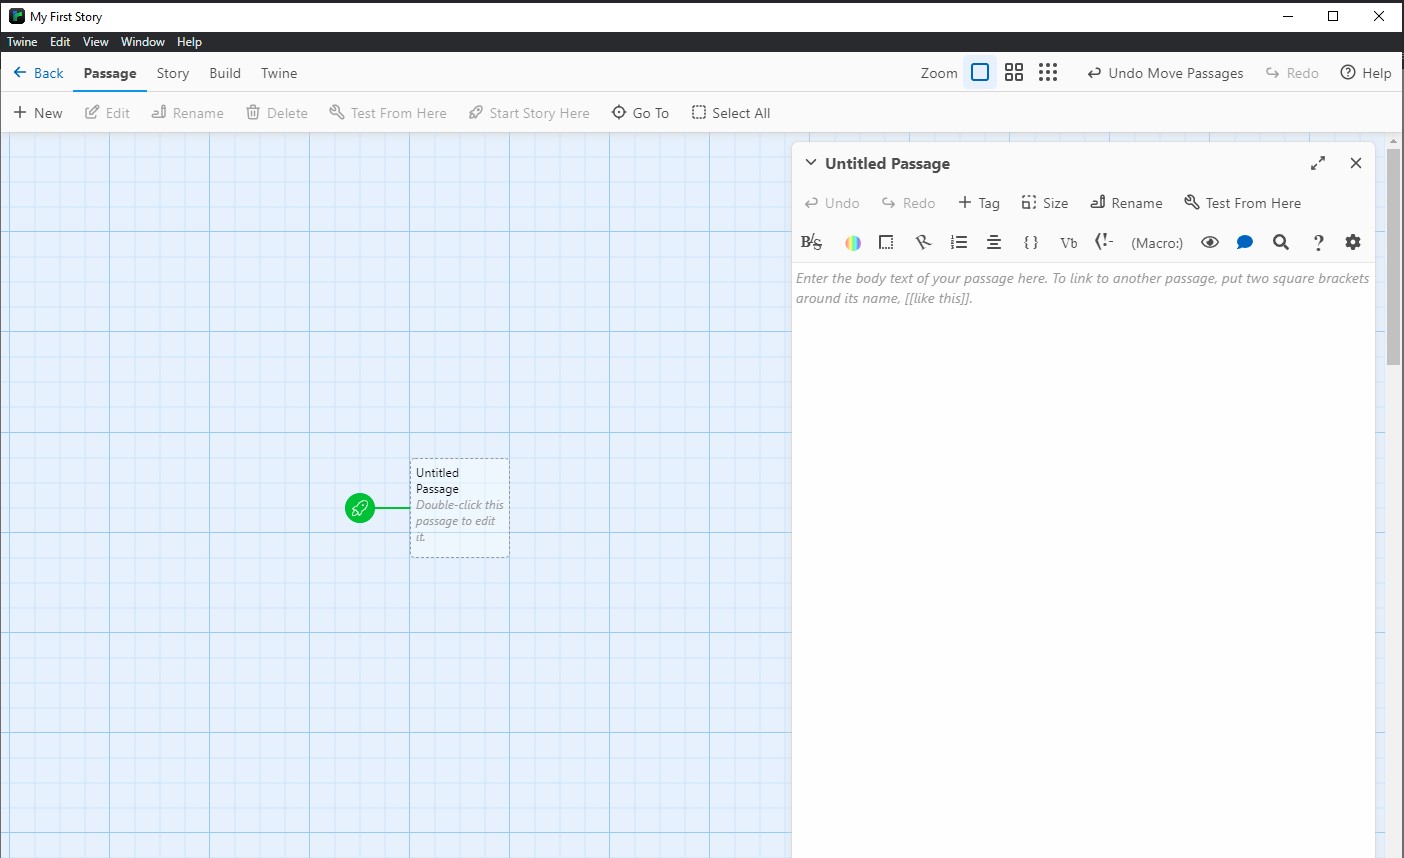 My First Story
Twine Edit View Window Help
Back Passage Story Build Twine Zoom Undo Move Passages Redo Help
New Edit Rename Delete Test From Here Start Story Here Go To Select All
Untitled Passage
Undo Redo Tag Size Rename Test From Here
B/S { } Vb (!- (Macro:) ?
Enter the body text of your passage here. To link to another passage, put two square brackets
around its name, [[like this]].
Untitled
Passage
Double-click this
passage to edit
it.